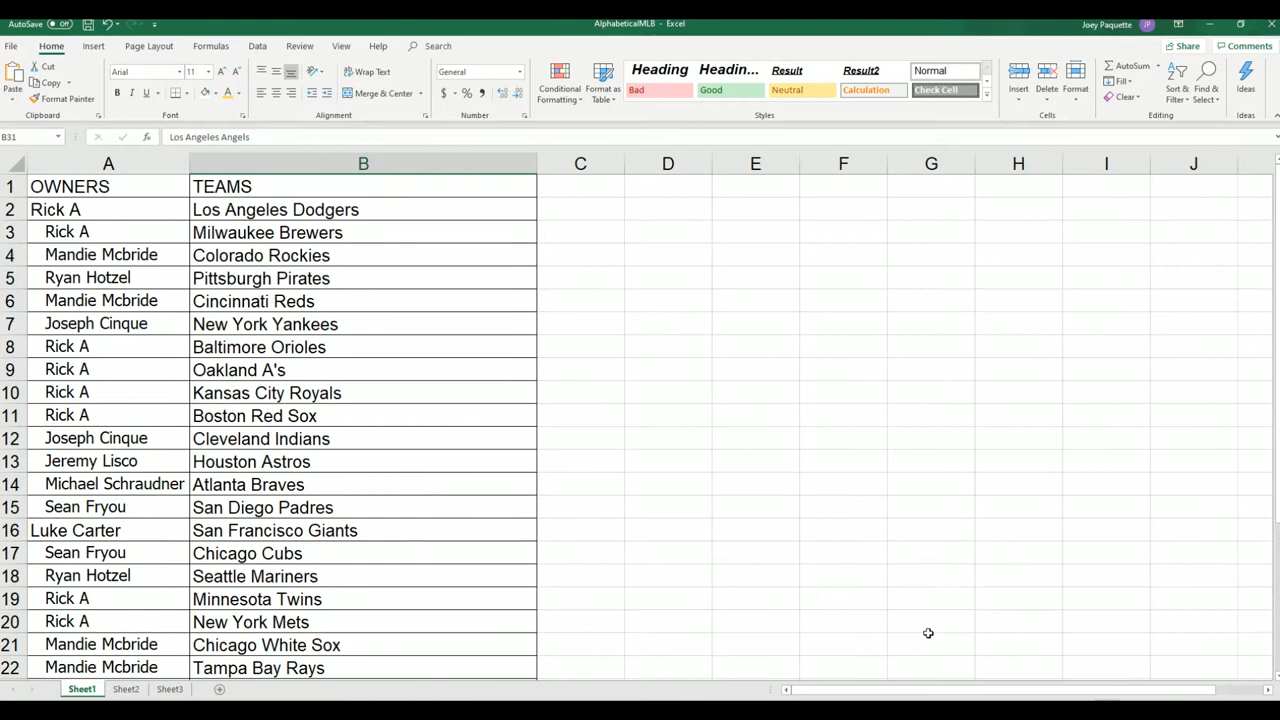 AutoSave Off AlphabeticalMLB - Excel Joey Paquette JP
File Home Insert Page Layout Formulas Data Review View Help Search Share Comments
Paste Cut Copy Format Painter Clipboard
Arial 11 B I U Font
Wrap Text Merge & Center Alignment
General $ % Number
Conditional Formatting Format as Table
Heading Headin... Result Result2 Normal
Bad Good Neutral Calculation Check Cell
Styles
Insert Delete Format Cells
AutoSum Fill Clear Sort & Filter Find & Select Editing
Ideas Ideas
B31 fx Los Angeles Angels
A B C D E F G H I J
1 OWNERS TEAMS
2 Rick A Los Angeles Dodgers
3 Rick A Milwaukee Brewers
4 Mandie Mcbride Colorado Rockies
5 Ryan Hotzel Pittsburgh Pirates
6 Mandie Mcbride Cincinnati Reds
7 Joseph Cinque New York Yankees
8 Rick A Baltimore Orioles
9 Rick A Oakland A's
10 Rick A Kansas City Royals
11 Rick A Boston Red Sox
12 Joseph Cinque Cleveland Indians
13 Jeremy Lisco Houston Astros
14 Michael Schraudner Atlanta Braves
15 Sean Fryou San Diego Padres
16 Luke Carter San Francisco Giants
17 Sean Fryou Chicago Cubs
18 Ryan Hotzel Seattle Mariners
19 Rick A Minnesota Twins
20 Rick A New York Mets
21 Mandie Mcbride Chicago White Sox
22 Mandie Mcbride Tampa Bay Rays
Sheet1 Sheet2 Sheet3